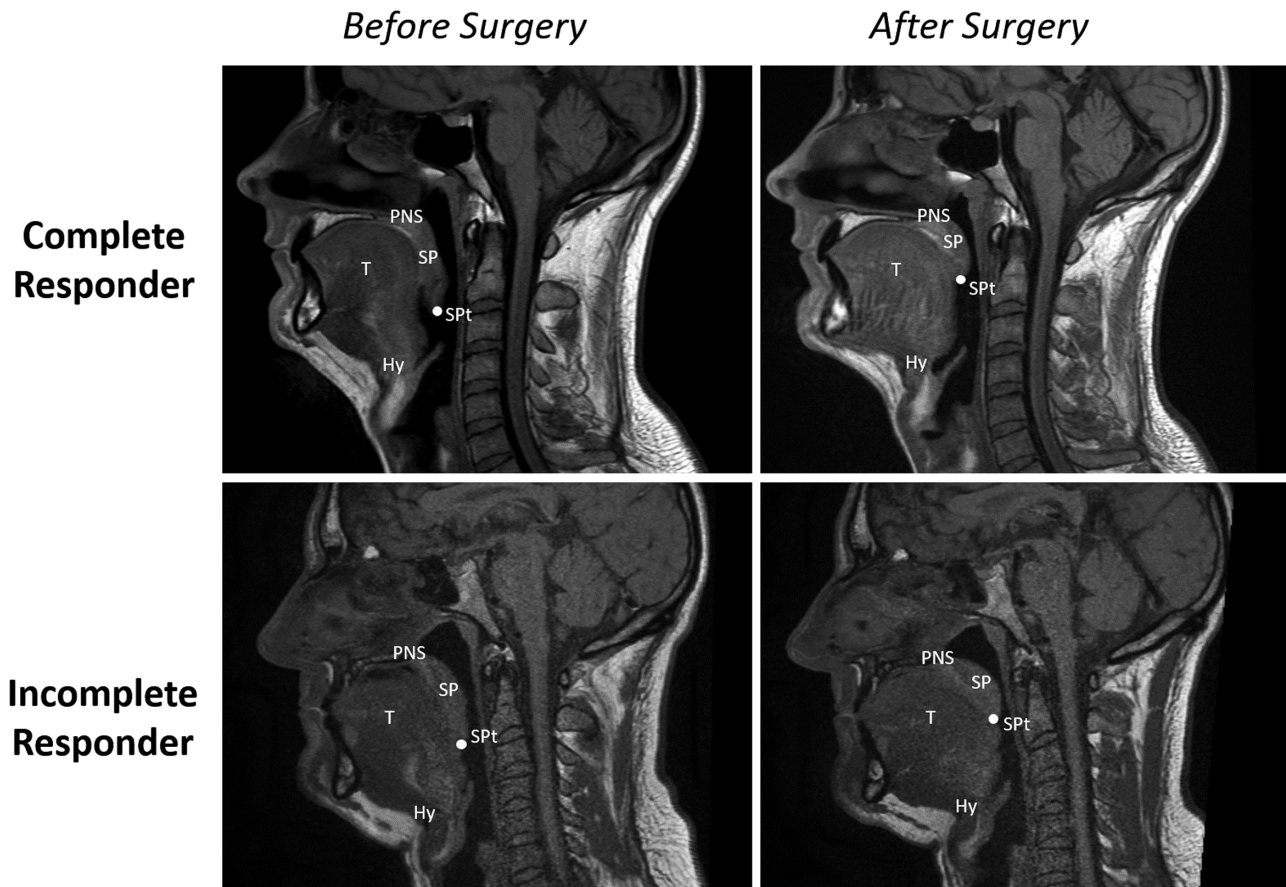 Before Surgery
After Surgery
Complete
Responder
PNS
SP
T
SPt
Hy
PNS
SP
T
SPt
Hy
Incomplete
Responder
PNS
SP
T
SPt
Hy
PNS
SP
T
SPt
Hy